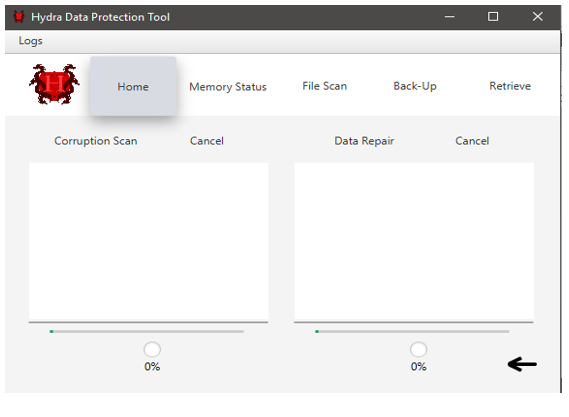 Hydra Data Protection Tool
Logs
H Home Memory Status File Scan Back-Up Retrieve
Corruption Scan Cancel Data Repair Cancel
0% 0%